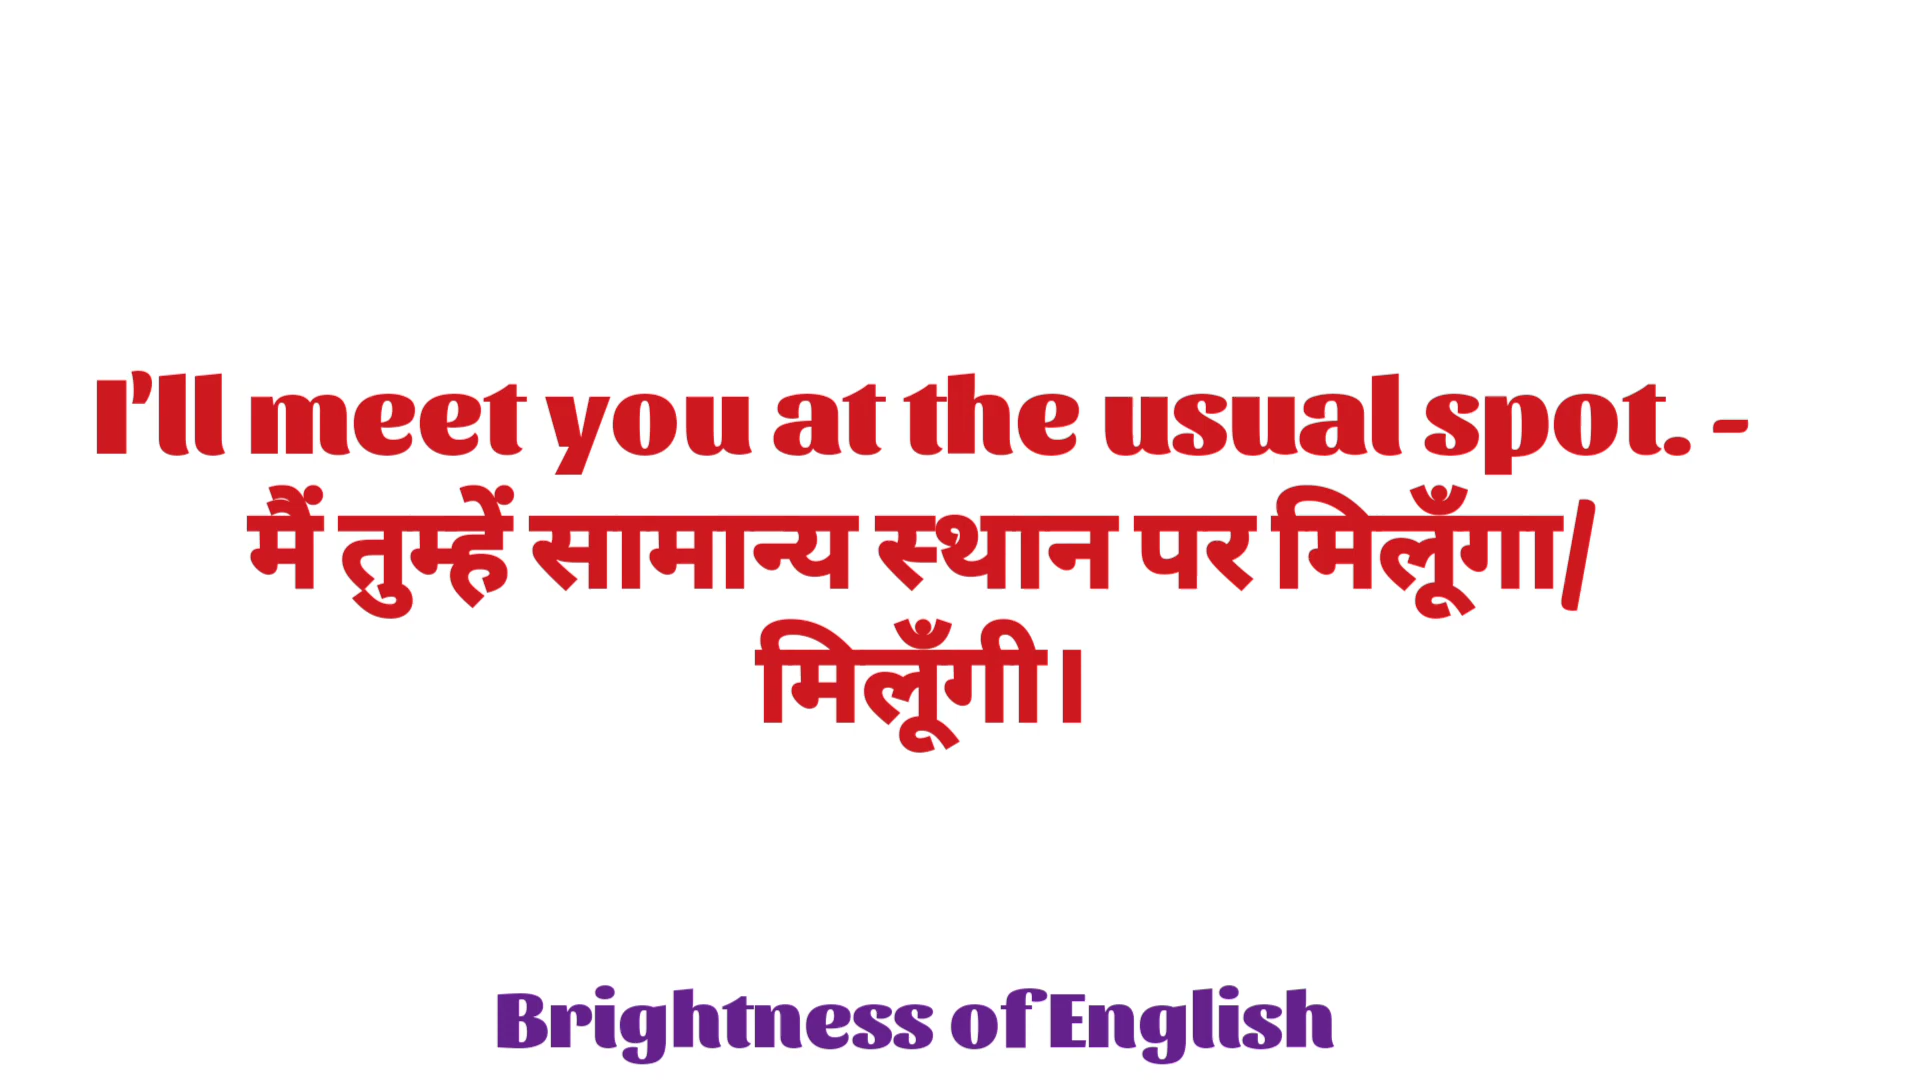 I'll meet you at the usual spot. -
मैं तुम्हें सामान्य स्थान पर मिलूँगा/
मिलूँगी।
Brightness of English